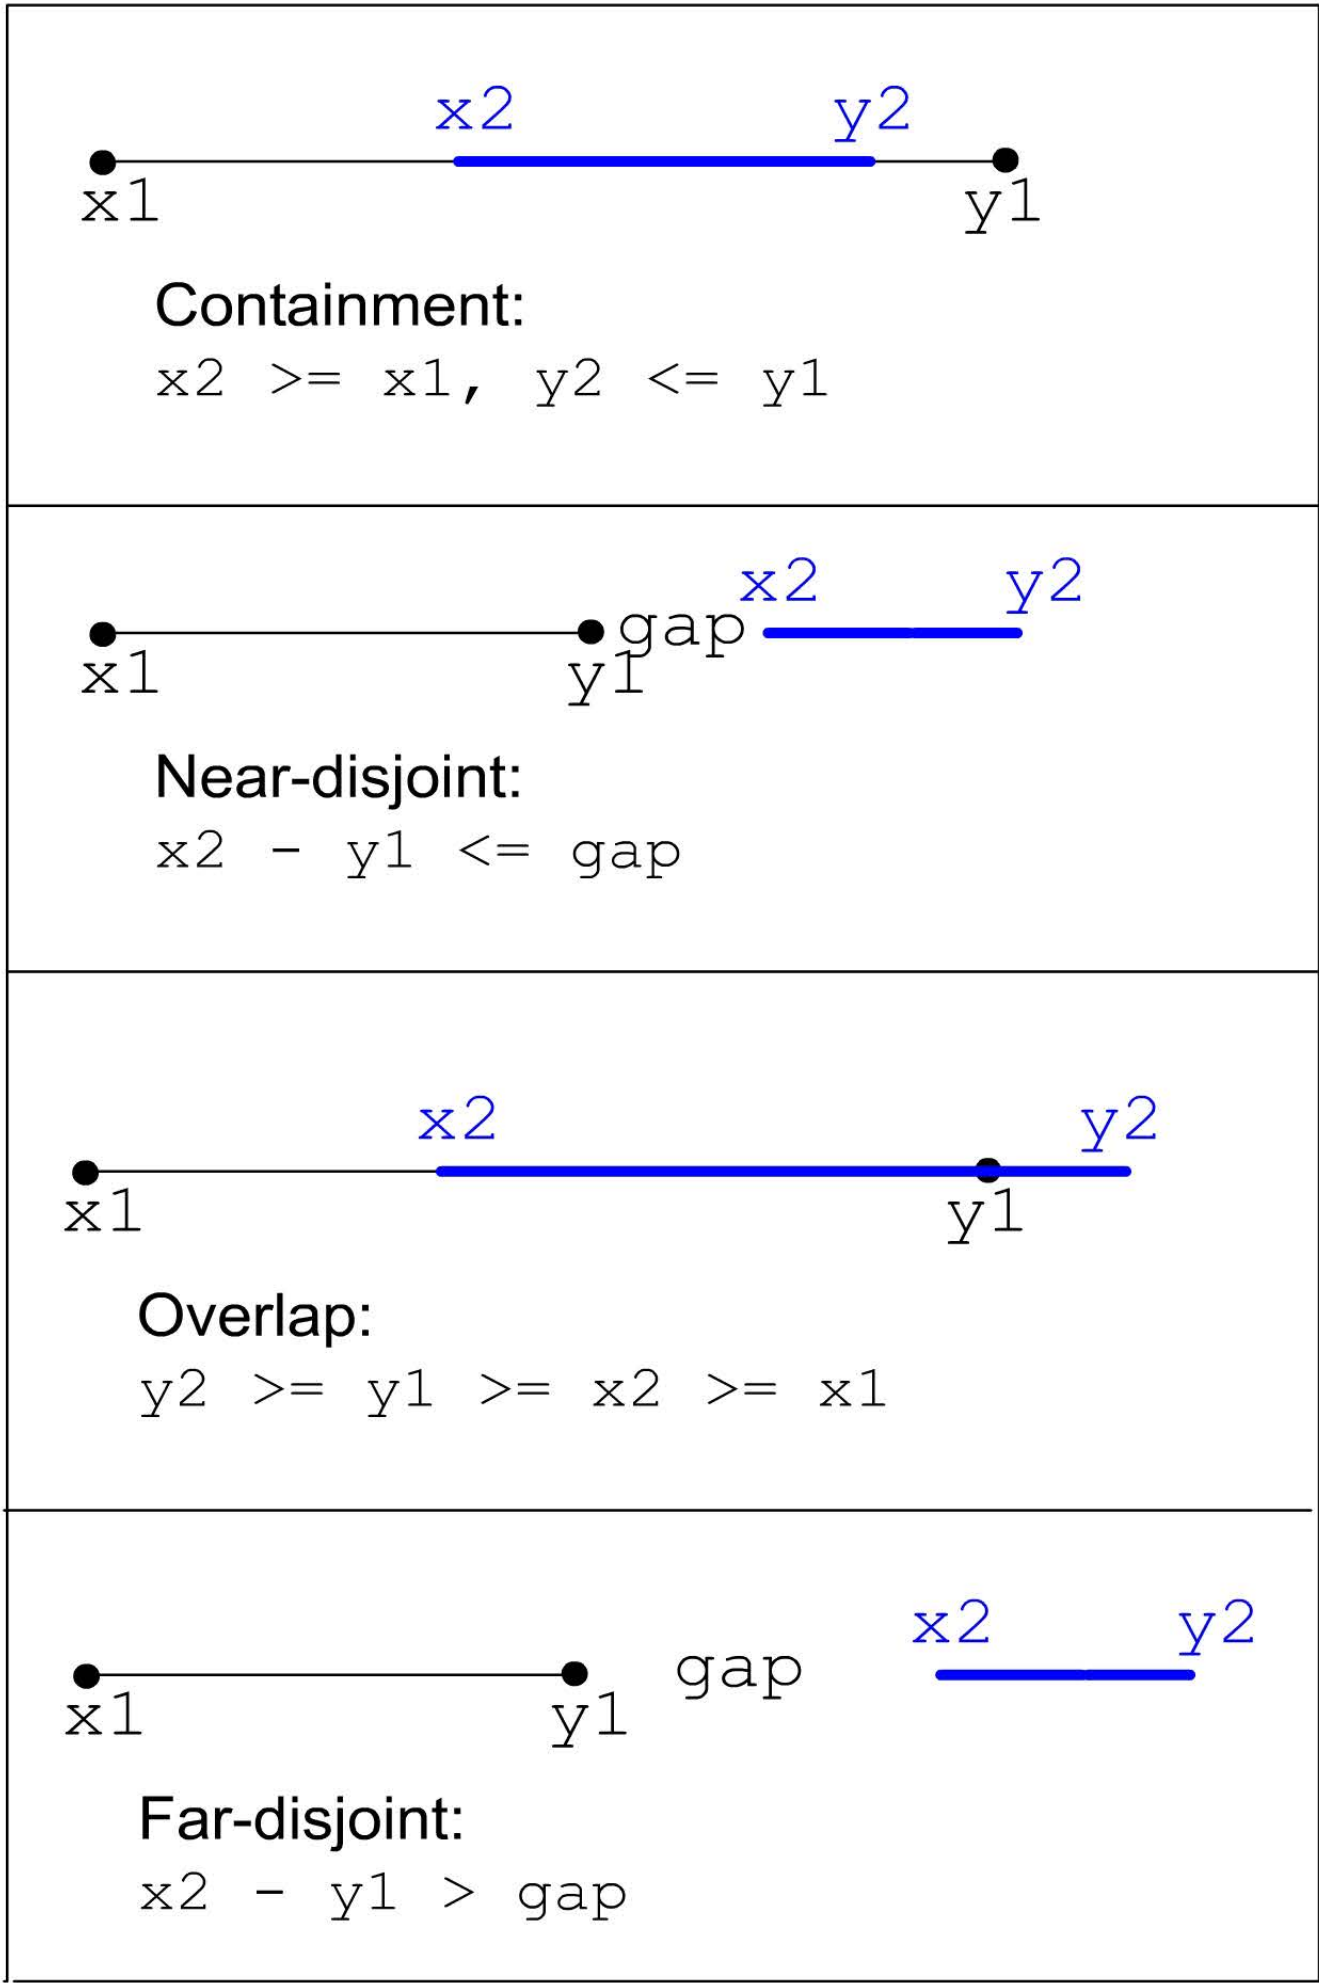 x2 y2
x1 y1
Containment:
x2 >= x1, y2 <= y1
x2 y2
gap
x1 y1
Near-disjoint:
x2 - y1 <= gap
x2 y2
x1 y1
Overlap:
y2 >= y1 >= x2 >= x1
x2 y2
gap
x1 y1
Far-disjoint:
x2 - y1 > gap